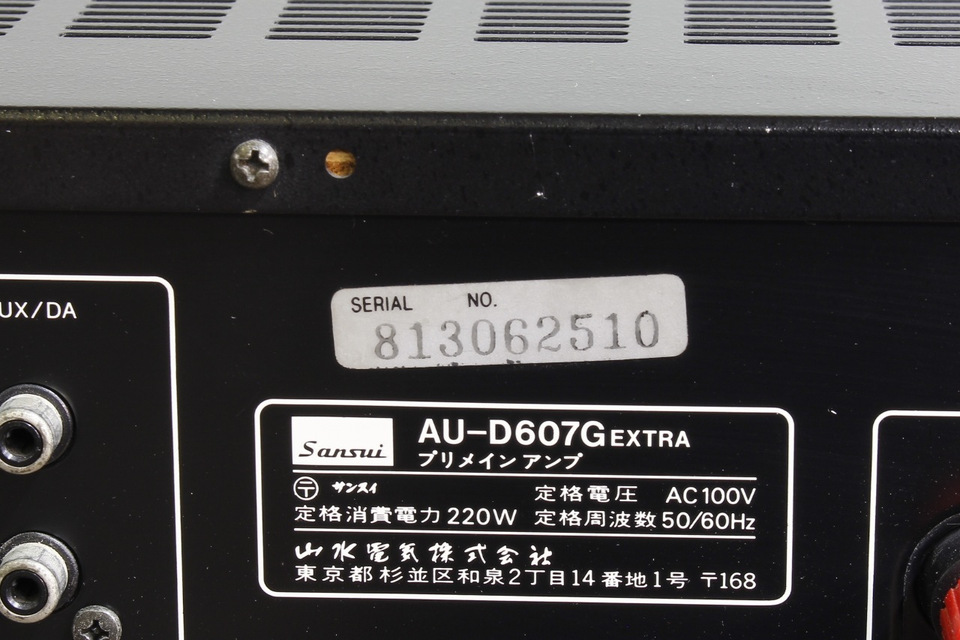 UX/DA
SERIAL NO.
813062510
Sansui AU-D607G EXTRA
プリメインアンプ
〒 サンスイ 定格電圧 AC100V
定格消費電力 220W 定格周波数 50/60Hz
山水電気株式会社
東京都杉並区和泉2丁目14番地1号 〒168